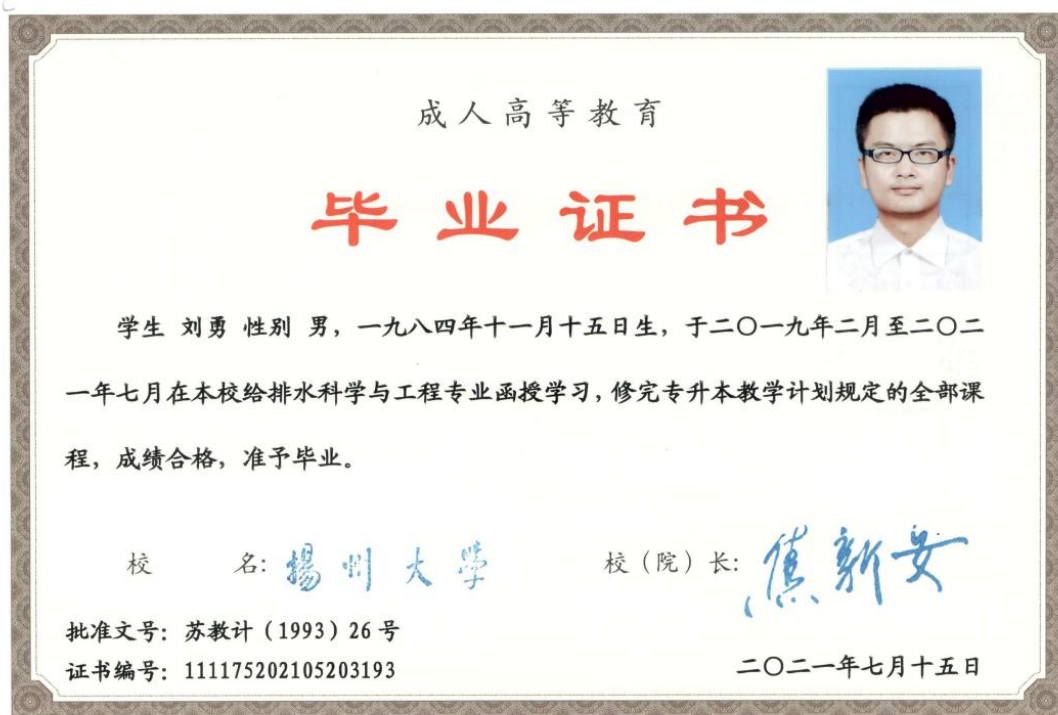 成人高等教育
毕业证书
学生 刘勇 性别 男，一九八四年十一月十五日生，于二〇一九年二月至二〇二
一年七月在本校给排水科学与工程专业函授学习，修完专升本教学计划规定的全部课
程，成绩合格，准予毕业。
校 名：揚州大學 校（院）长：焦新安
批准文号：苏教计（1993）26号
证书编号：111175202105203193 二〇二一年七月十五日